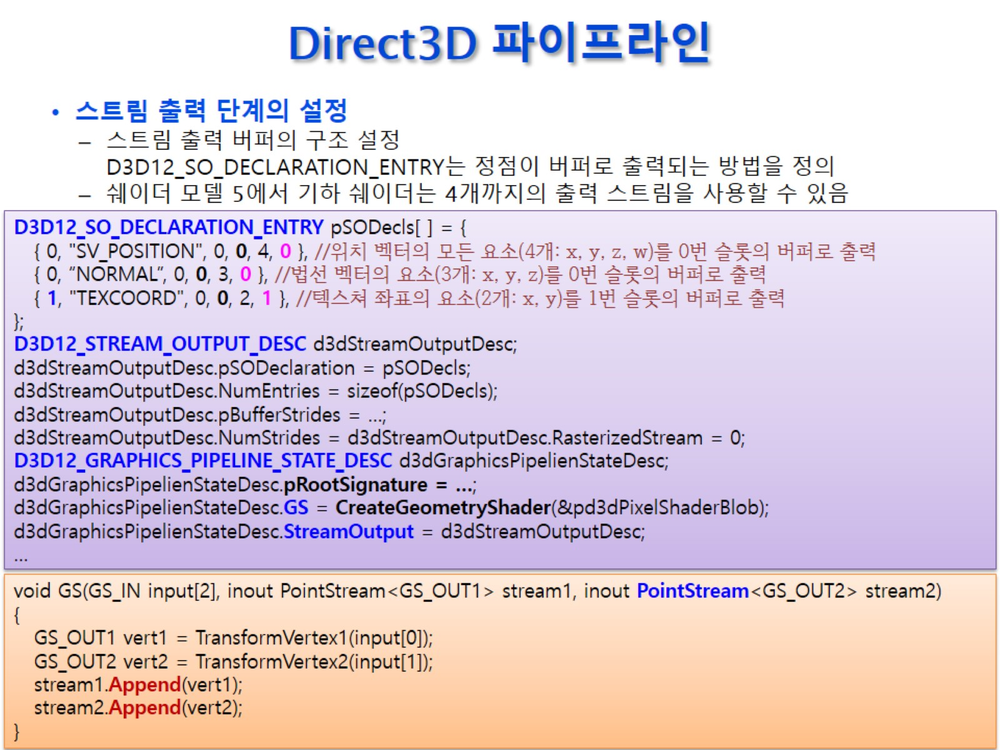 Direct3D 파이프라인
• 스트림 출력 단계의 설정
– 스트림 출력 버퍼의 구조 설정
D3D12_SO_DECLARATION_ENTRY는 정점이 버퍼로 출력되는 방법을 정의
– 쉐이더 모델 5에서 기하 쉐이더는 4개까지의 출력 스트림을 사용할 수 있음
D3D12_SO_DECLARATION_ENTRY pSODecls[ ] = {
{ 0, "SV_POSITION", 0, 0, 4, 0 }, //위치 벡터의 모든 요소(4개: x, y, z, w)를 0번 슬롯의 버퍼로 출력
{ 0, “NORMAL”, 0, 0, 3, 0 }, //법선 벡터의 요소(3개: x, y, z)를 0번 슬롯의 버퍼로 출력
{ 1, "TEXCOORD", 0, 0, 2, 1 }, //텍스쳐 좌표의 요소(2개: x, y)를 1번 슬롯의 버퍼로 출력
};
D3D12_STREAM_OUTPUT_DESC d3dStreamOutputDesc;
d3dStreamOutputDesc.pSODeclaration = pSODecls;
d3dStreamOutputDesc.NumEntries = sizeof(pSODecls);
d3dStreamOutputDesc.pBufferStrides = ...;
d3dStreamOutputDesc.NumStrides = d3dStreamOutputDesc.RasterizedStream = 0;
D3D12_GRAPHICS_PIPELINE_STATE_DESC d3dGraphicsPipelienStateDesc;
d3dGraphicsPipelienStateDesc.pRootSignature = ...;
d3dGraphicsPipelienStateDesc.GS = CreateGeometryShader(&pd3dPixelShaderBlob);
d3dGraphicsPipelienStateDesc.StreamOutput = d3dStreamOutputDesc;
...
void GS(GS_IN input[2], inout PointStream<GS_OUT1> stream1, inout PointStream<GS_OUT2> stream2)
{
GS_OUT1 vert1 = TransformVertex1(input[0]);
GS_OUT2 vert2 = TransformVertex2(input[1]);
stream1.Append(vert1);
stream2.Append(vert2);
}